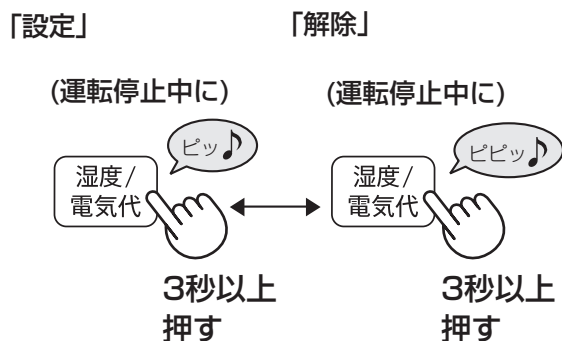 「設定」
(運転停止中に)
ピッ♪
湿度/
電気代
3秒以上
押す
「解除」
(運転停止中に)
ピピッ♪
湿度/
電気代
3秒以上
押す